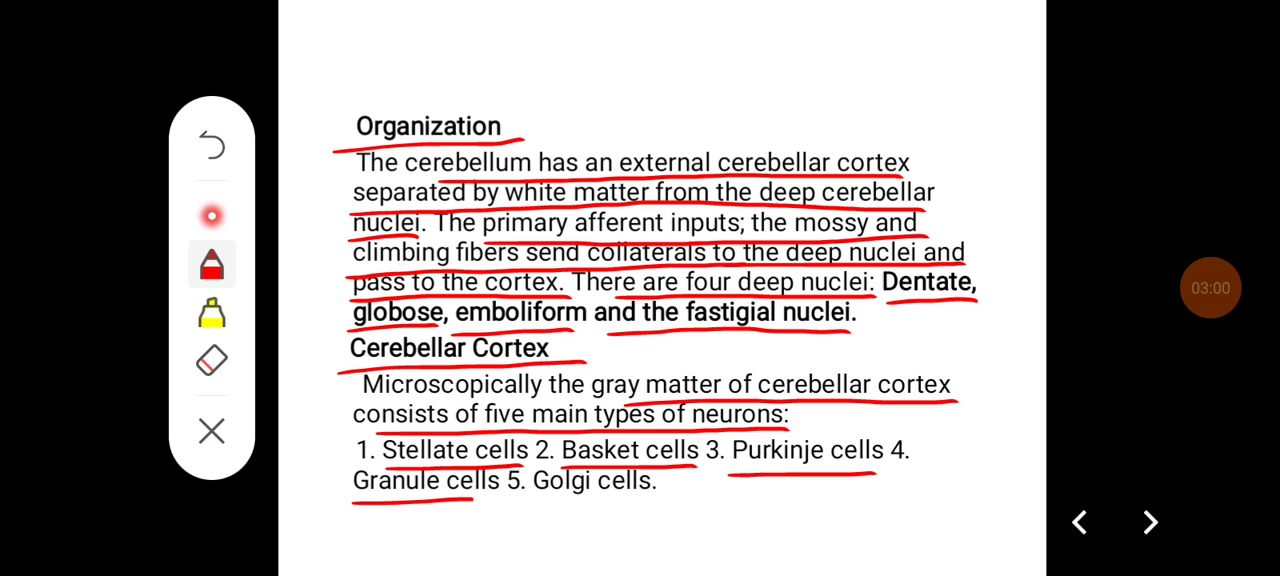 Organization
The cerebellum has an external cerebellar cortex
separated by white matter from the deep cerebellar
nuclei. The primary afferent inputs; the mossy and
climbing fibers send collaterals to the deep nuclei and
pass to the cortex. There are four deep nuclei: Dentate,
globose, emboliform and the fastigial nuclei.
Cerebellar Cortex
Microscopically the gray matter of cerebellar cortex
consists of five main types of neurons:
1. Stellate cells 2. Basket cells 3. Purkinje cells 4.
Granule cells 5. Golgi cells.
03:00